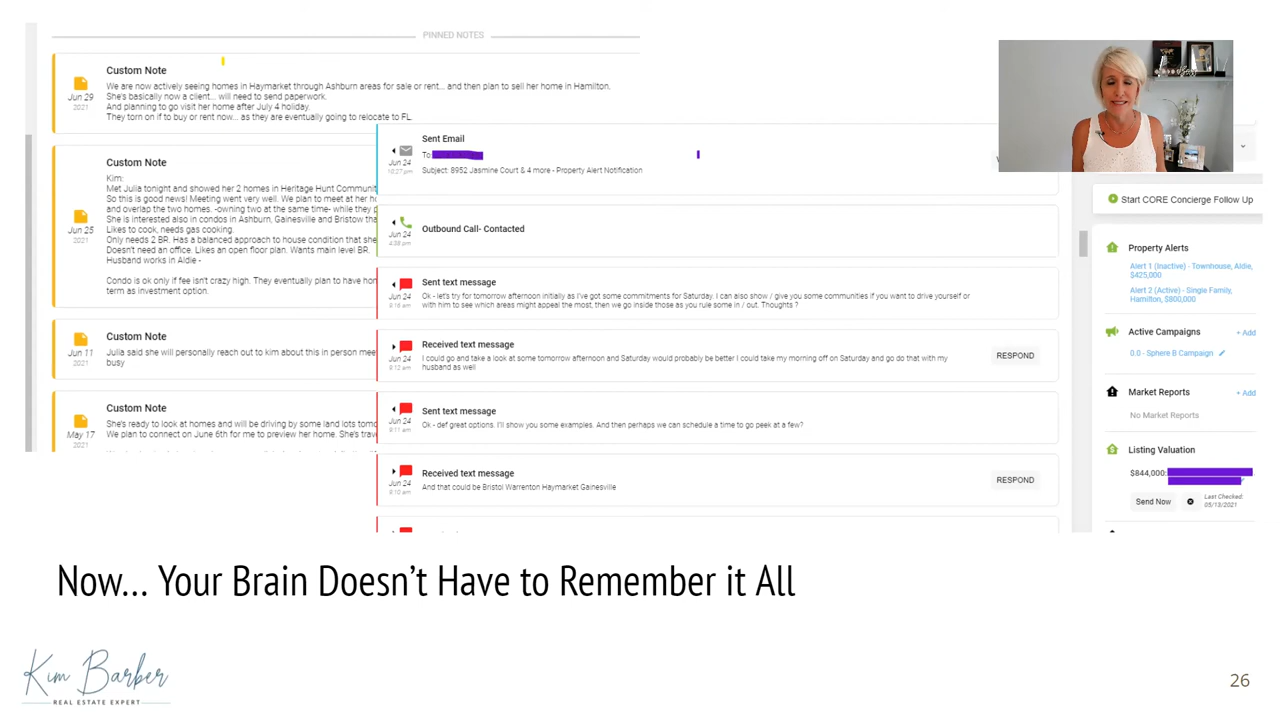 PINNED NOTES
Custom Note
Jun 29
2021
We are now actively seeing homes in Haymarket through Ashburn areas for sale or rent... and then plan to sell her home in Hamilton.
She's basically now a client... will need to send paperwork.
And planning to go visit her home after July 4 holiday.
They torn on if to buy or rent now... as they are eventually going to relocate to FL.
Custom Note
Jun 25
2021
Kim:
Met Julia tonight and showed her 2 homes in Heritage Hunt Communit
So this is good news! Meeting went very well. We plan to meet at her ho
and overlap the two homes. -owning two at the same time- while they p
She is interested also in condos in Ashburn, Gainesville and Bristow tha
Likes to cook, needs gas cooking.
Only needs 2 BR. Has a balanced approach to house condition that she
Doesn't need an office. Likes an open floor plan. Wants main level BR.
Husband works in Aldie -
Condo is ok only if fee isn't crazy high. They eventually plan to have hom
term as investment option.
Custom Note
Jun 11
2021
Julia said she will personally reach out to kim about this in person mee
busy
Custom Note
May 17
2021
She's ready to look at homes and will be driving by some land lots tomo
We plan to connect on June 6th for me to preview her home. She's trave
Sent Email
Jun 24
10:27 pm
To:
Subject: 8952 Jasmine Court & 4 more - Property Alert Notification
Outbound Call- Contacted
Jun 24
4:38 pm
Sent text message
Jun 24
9:16 am
Ok - let's try for tomorrow afternoon initially as I've got some commitments for Saturday. I can also show / give you some communities if you want to drive yourself or
with him to see which areas might appeal the most, then we go inside those as you rule some in / out. Thoughts ?
Received text message
Jun 24
9:12 am
I could go and take a look at some tomorrow afternoon and Saturday would probably be better I could take my morning off on Saturday and go do that with my
husband as well
RESPOND
Sent text message
Jun 24
9:11 am
Ok - def great options. I'll show you some examples. And then perhaps we can schedule a time to go peek at a few?
Received text message
Jun 24
9:10 am
And that could be Bristol Warrenton Haymarket Gainesville
RESPOND
Start CORE Concierge Follow Up
Property Alerts
Alert 1 (Inactive) - Townhouse, Aldie,
$425,000
Alert 2 (Active) - Single Family,
Hamilton, $800,000
Active Campaigns
+ Add
0.0 - Sphere B Campaign
Market Reports
+ Add
No Market Reports
Listing Valuation
$844,000:
Send Now
Last Checked:
05/13/2021
Now... Your Brain Doesn't Have to Remember it All
Kim Barber
REAL ESTATE EXPERT
26